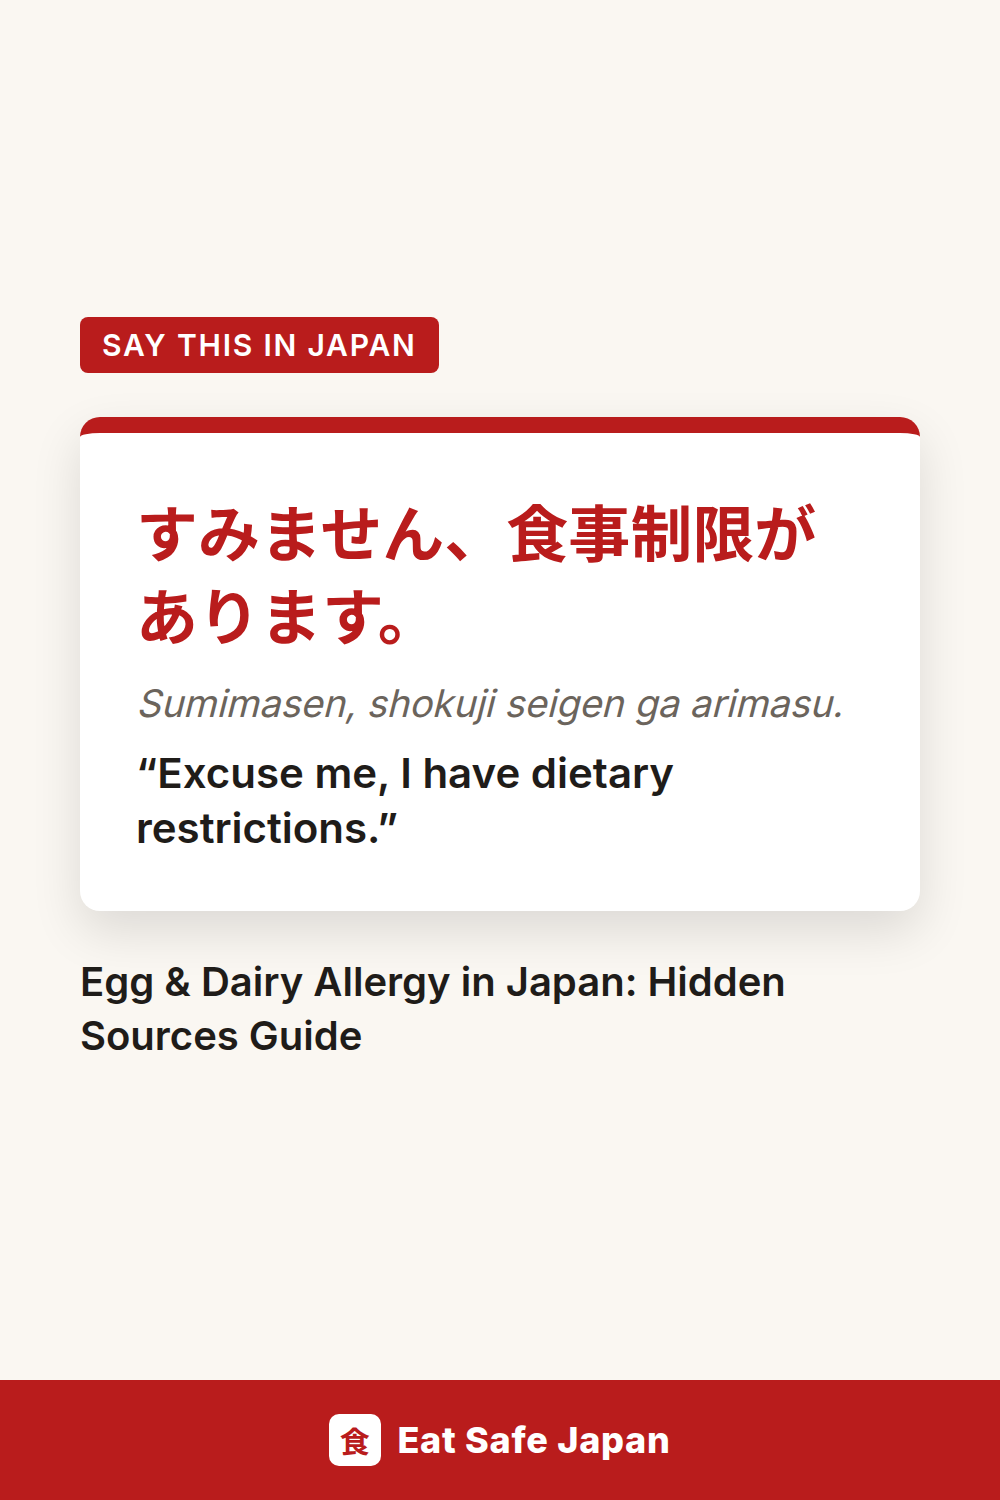 SAY THIS IN JAPAN
すみません、食事制限が
あります。
Sumimasen, shokuji seigen ga arimasu.
“Excuse me, I have dietary
restrictions.”
Egg & Dairy Allergy in Japan: Hidden
Sources Guide
食 Eat Safe Japan